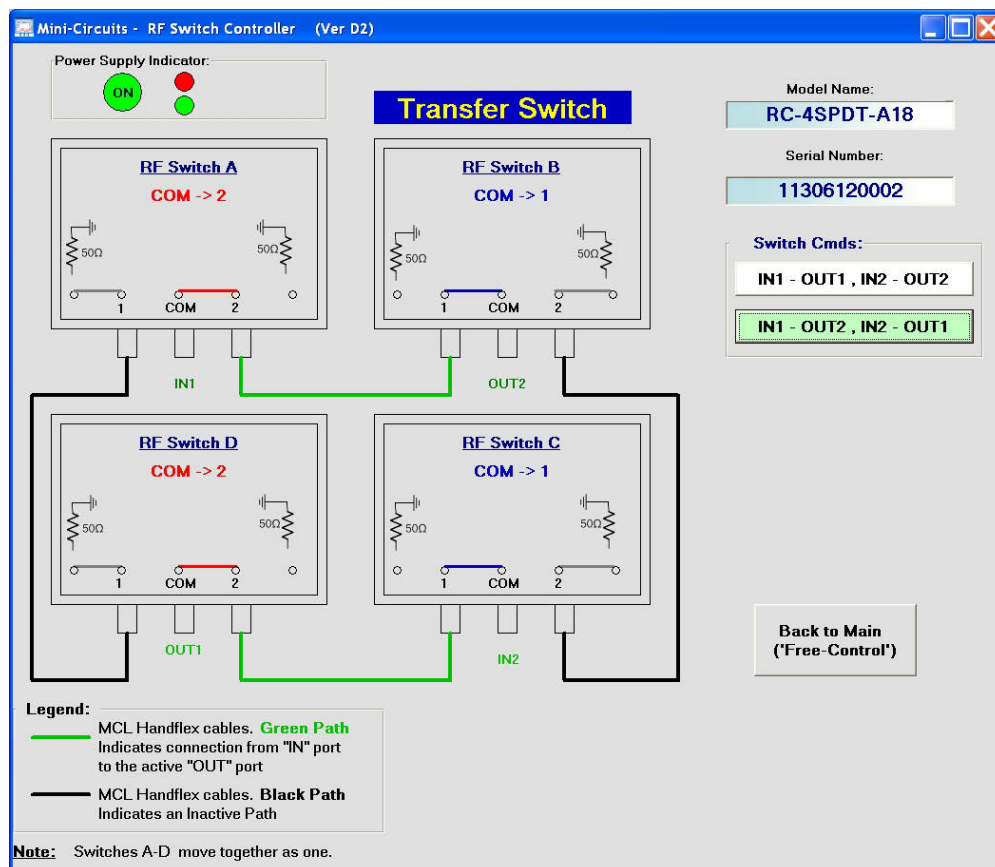 Mini-Circuits - RF Switch Controller (Ver D2)
Power Supply Indicator:
ON
Transfer Switch
Model Name:
RC-4SPDT-A18
Serial Number:
11306120002
Switch Cmds:
IN1 - OUT1 , IN2 - OUT2
IN1 - OUT2 , IN2 - OUT1
RF Switch A
COM -> 2
50Ω
50Ω
1 COM 2
IN1
RF Switch B
COM -> 1
50Ω
50Ω
1 COM 2
OUT2
RF Switch D
COM -> 2
50Ω
50Ω
1 COM 2
OUT1
RF Switch C
COM -> 1
50Ω
50Ω
1 COM 2
IN2
Back to Main
('Free-Control')
Legend:
MCL Handflex cables. Green Path
Indicates connection from "IN" port
to the active "OUT" port
MCL Handflex cables. Black Path
Indicates an Inactive Path
Note: Switches A-D move together as one.